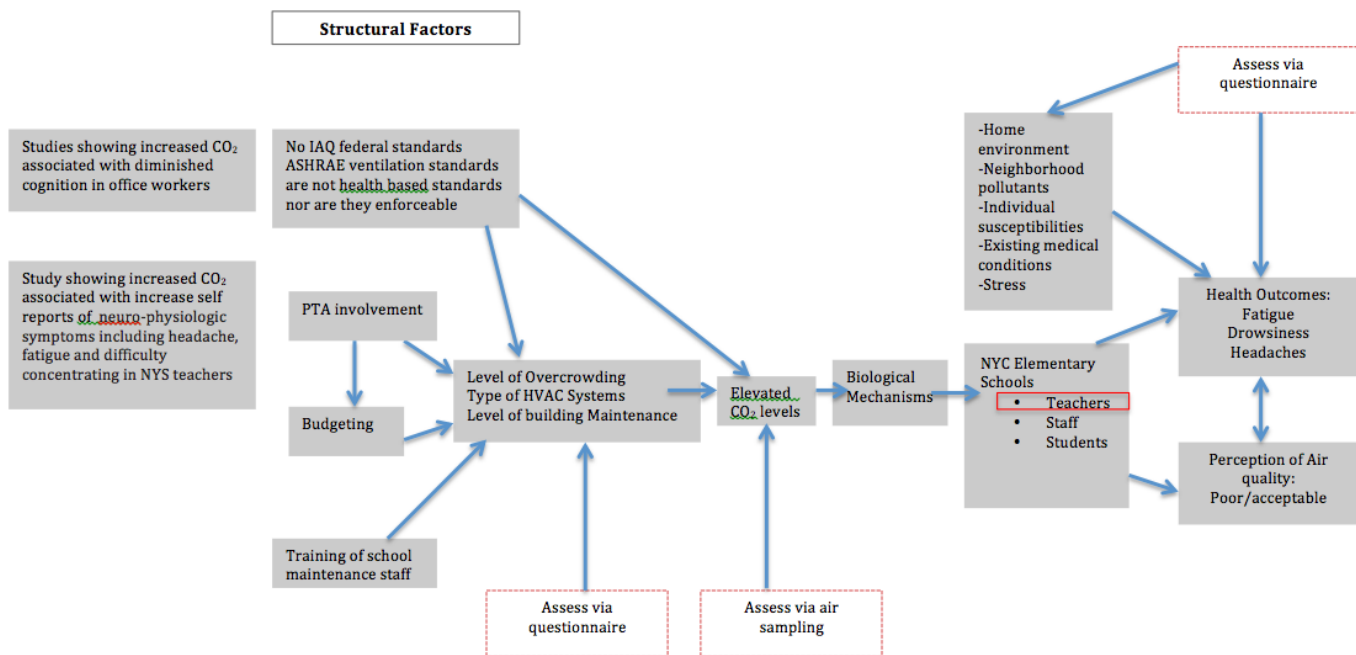 Structural Factors
Assess via
questionnaire
Studies showing increased CO₂
associated with diminished
cognition in office workers
No IAQ federal standards
ASHRAE ventilation standards
are not health based standards
nor are they enforceable
-Home
environment
-Neighborhood
pollutants
-Individual
susceptibilities
-Existing medical
conditions
-Stress
Study showing increased CO₂
associated with increase self
reports of neuro-physiologic
symptoms including headache,
fatigue and difficulty
concentrating in NYS teachers
PTA involvement
Budgeting
Training of school
maintenance staff
Level of Overcrowding
Type of HVAC Systems
Level of building Maintenance
Elevated
CO₂ levels
Biological
Mechanisms
NYC Elementary
Schools
• Teachers
• Staff
• Students
Health Outcomes:
Fatigue
Drowsiness
Headaches
Perception of Air
quality:
Poor/acceptable
Assess via
questionnaire
Assess via air
sampling